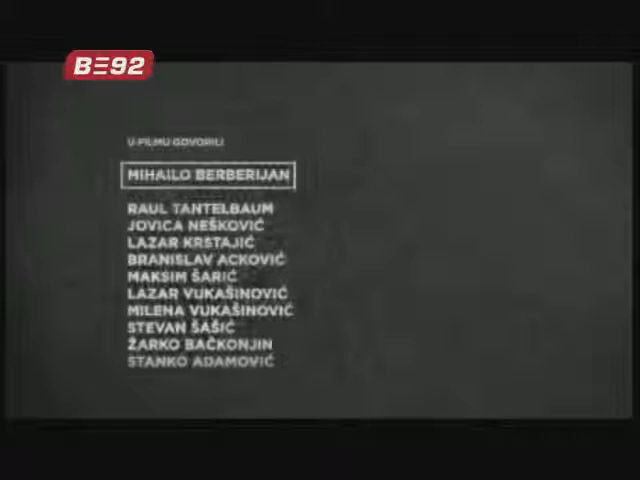 B92
U FILMU GOVORILI
MIHAILO BERBERIJAN
RAUL TANTELBAUM
JOVICA NEŠKOVIĆ
LAZAR KRSTAJIĆ
BRANISLAV ACKOVIĆ
MAKSIM ŠARIĆ
LAZAR VUKAŠINOVIĆ
MILENA VUKAŠINOVIĆ
STEVAN ŠAŠIĆ
ŽARKO BAČKONJIN
STANKO ADAMOVIĆ